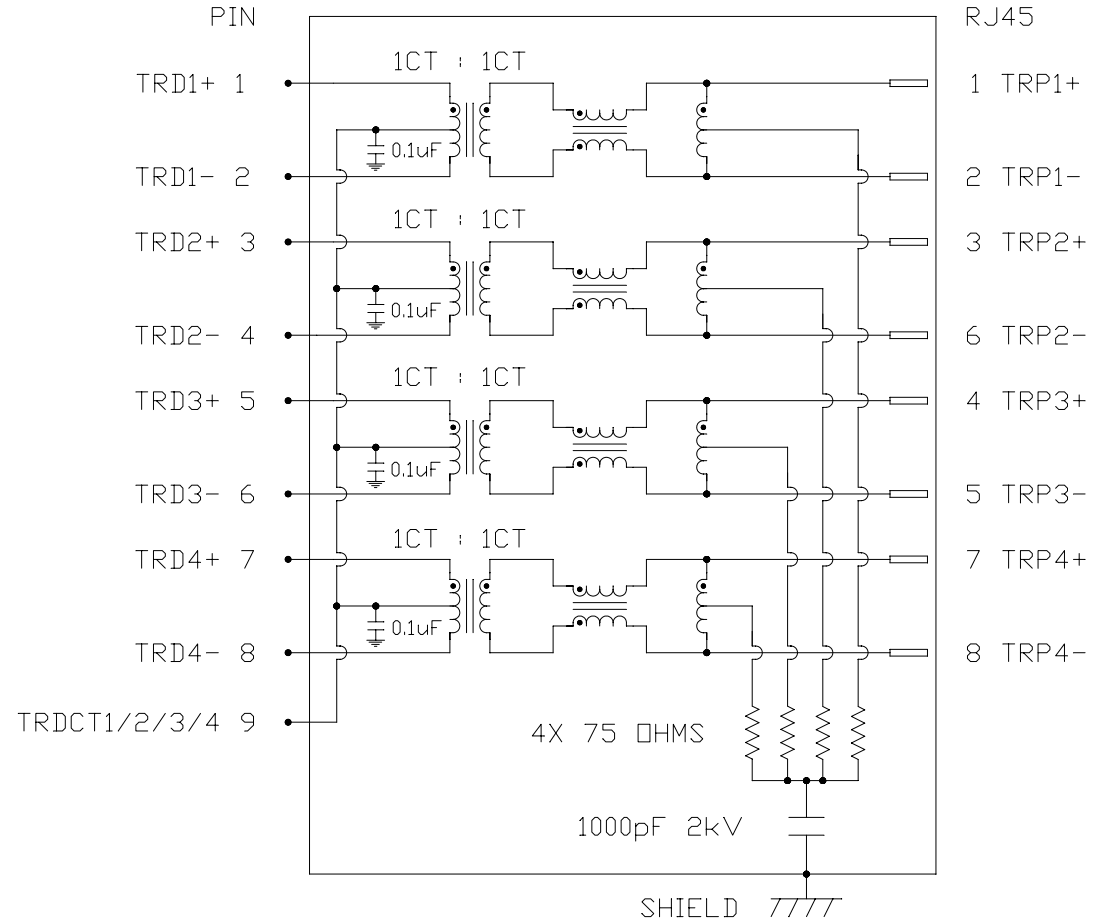 PIN RJ45
1CT : 1CT
TRD1+ 1 1 TRP1+
0.1uF
TRD1- 2 2 TRP1-
1CT : 1CT
TRD2+ 3 3 TRP2+
0.1uF
TRD2- 4 6 TRP2-
1CT : 1CT
TRD3+ 5 4 TRP3+
0.1uF
TRD3- 6 5 TRP3-
1CT : 1CT
TRD4+ 7 7 TRP4+
0.1uF
TRD4- 8 8 TRP4-
TRDCT1/2/3/4 9
4X 75 OHMS
1000pF 2kV
SHIELD